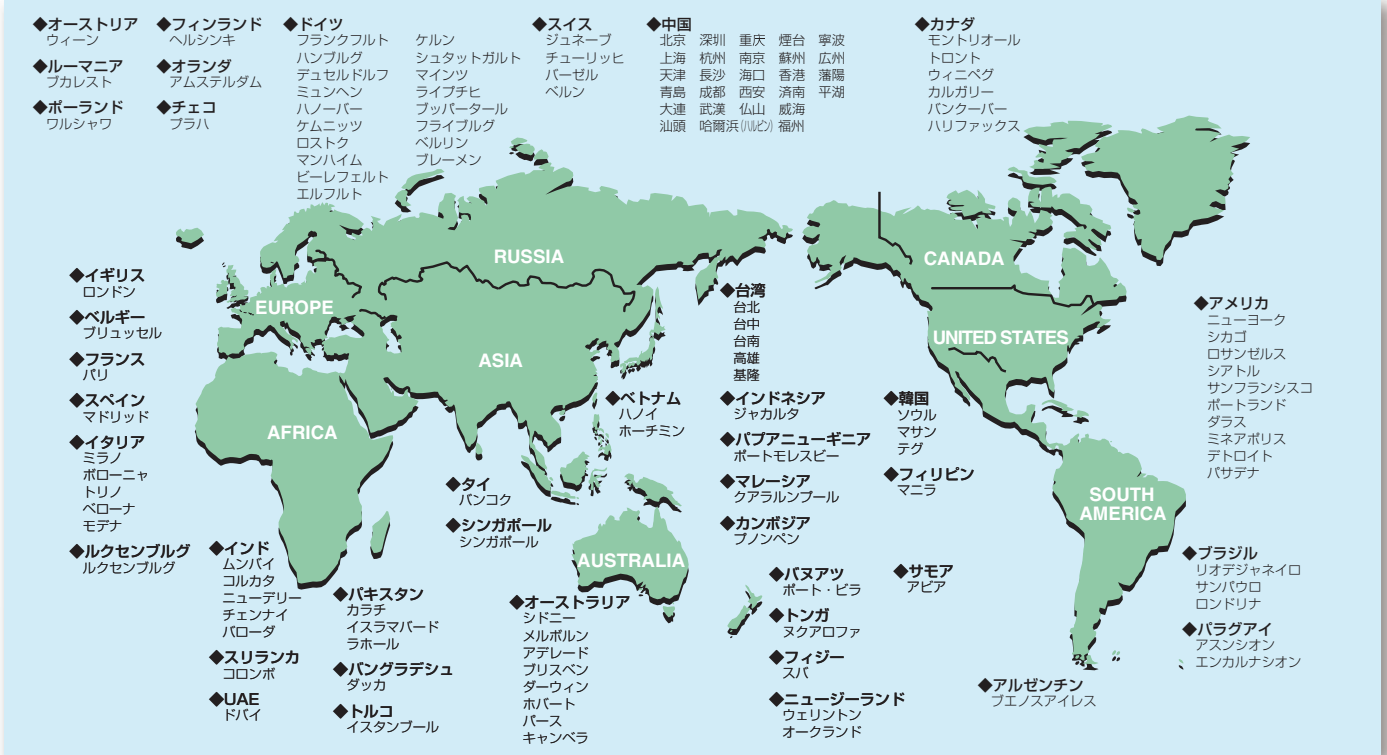 ◆オーストリア
ウィーン
◆ルーマニア
ブカレスト
◆ポーランド
ワルシャワ
◆フィンランド
ヘルシンキ
◆オランダ
アムステルダム
◆チェコ
プラハ
◆ドイツ
フランクフルト
ハンブルグ
デュセルドルフ
ミュンヘン
ハノーバー
ケムニッツ
ロストク
マンハイム
ビーレフェルト
エルフルト
ケルン
シュタットガルト
マインツ
ライプチヒ
ブッパータール
フライブルグ
ベルリン
ブレーメン
◆スイス
ジュネーブ
チューリッヒ
バーゼル
ベルン
◆中国
北京 深圳 重庆 煙台 寧波
上海 杭州 南京 蘇州 広州
天津 長沙 海口 香港 藩陽
青島 成都 西安 済南 平湖
大連 武漢 仏山 威海
汕頭 哈爾浜(ハルビン) 福州
◆カナダ
モントリオール
トロント
ウィニペグ
カルガリー
バンクーバー
ハリファックス
RUSSIA
CANADA
EUROPE
UNITED STATES
ASIA
AFRICA
SOUTH
AMERICA
AUSTRALIA
◆イギリス
ロンドン
◆ベルギー
ブリュッセル
◆フランス
パリ
◆スペイン
マドリッド
◆イタリア
ミラノ
ボローニャ
トリノ
ベローナ
モデナ
◆ルクセンブルグ
ルクセンブルグ
◆インド
ムンバイ
コルカタ
ニューデリー
チェンナイ
バローダ
◆スリランカ
コロンボ
◆UAE
ドバイ
◆パキスタン
カラチ
イスラマバード
ラホール
◆バングラデシュ
ダッカ
◆トルコ
イスタンブール
◆タイ
バンコク
◆シンガポール
シンガポール
◆オーストラリア
シドニー
メルボルン
アデレード
ブリスベン
ダーウィン
ホバート
パース
キャンベラ
◆ベトナム
ハノイ
ホーチミン
◆台湾
台北
台中
台南
高雄
基隆
◆インドネシア
ジャカルタ
◆パプアニューギニア
ポートモレスビー
◆マレーシア
クアラルンプール
◆カンボジア
プノンペン
◆韓国
ソウル
マサン
テグ
◆フィリピン
マニラ
◆バヌアツ
ポート・ビラ
◆トンガ
ヌクアロファ
◆フィジー
スバ
◆ニュージーランド
ウェリントン
オークランド
◆サモア
アピア
◆アメリカ
ニューヨーク
シカゴ
ロサンゼルス
シアトル
サンフランシスコ
ポートランド
ダラス
ミネアポリス
デトロイト
パサデナ
◆ブラジル
リオデジャネイロ
サンパウロ
ロンドリナ
◆パラグアイ
アスンシオン
エンカルナシオン
◆アルゼンチン
ブエノスアイレス